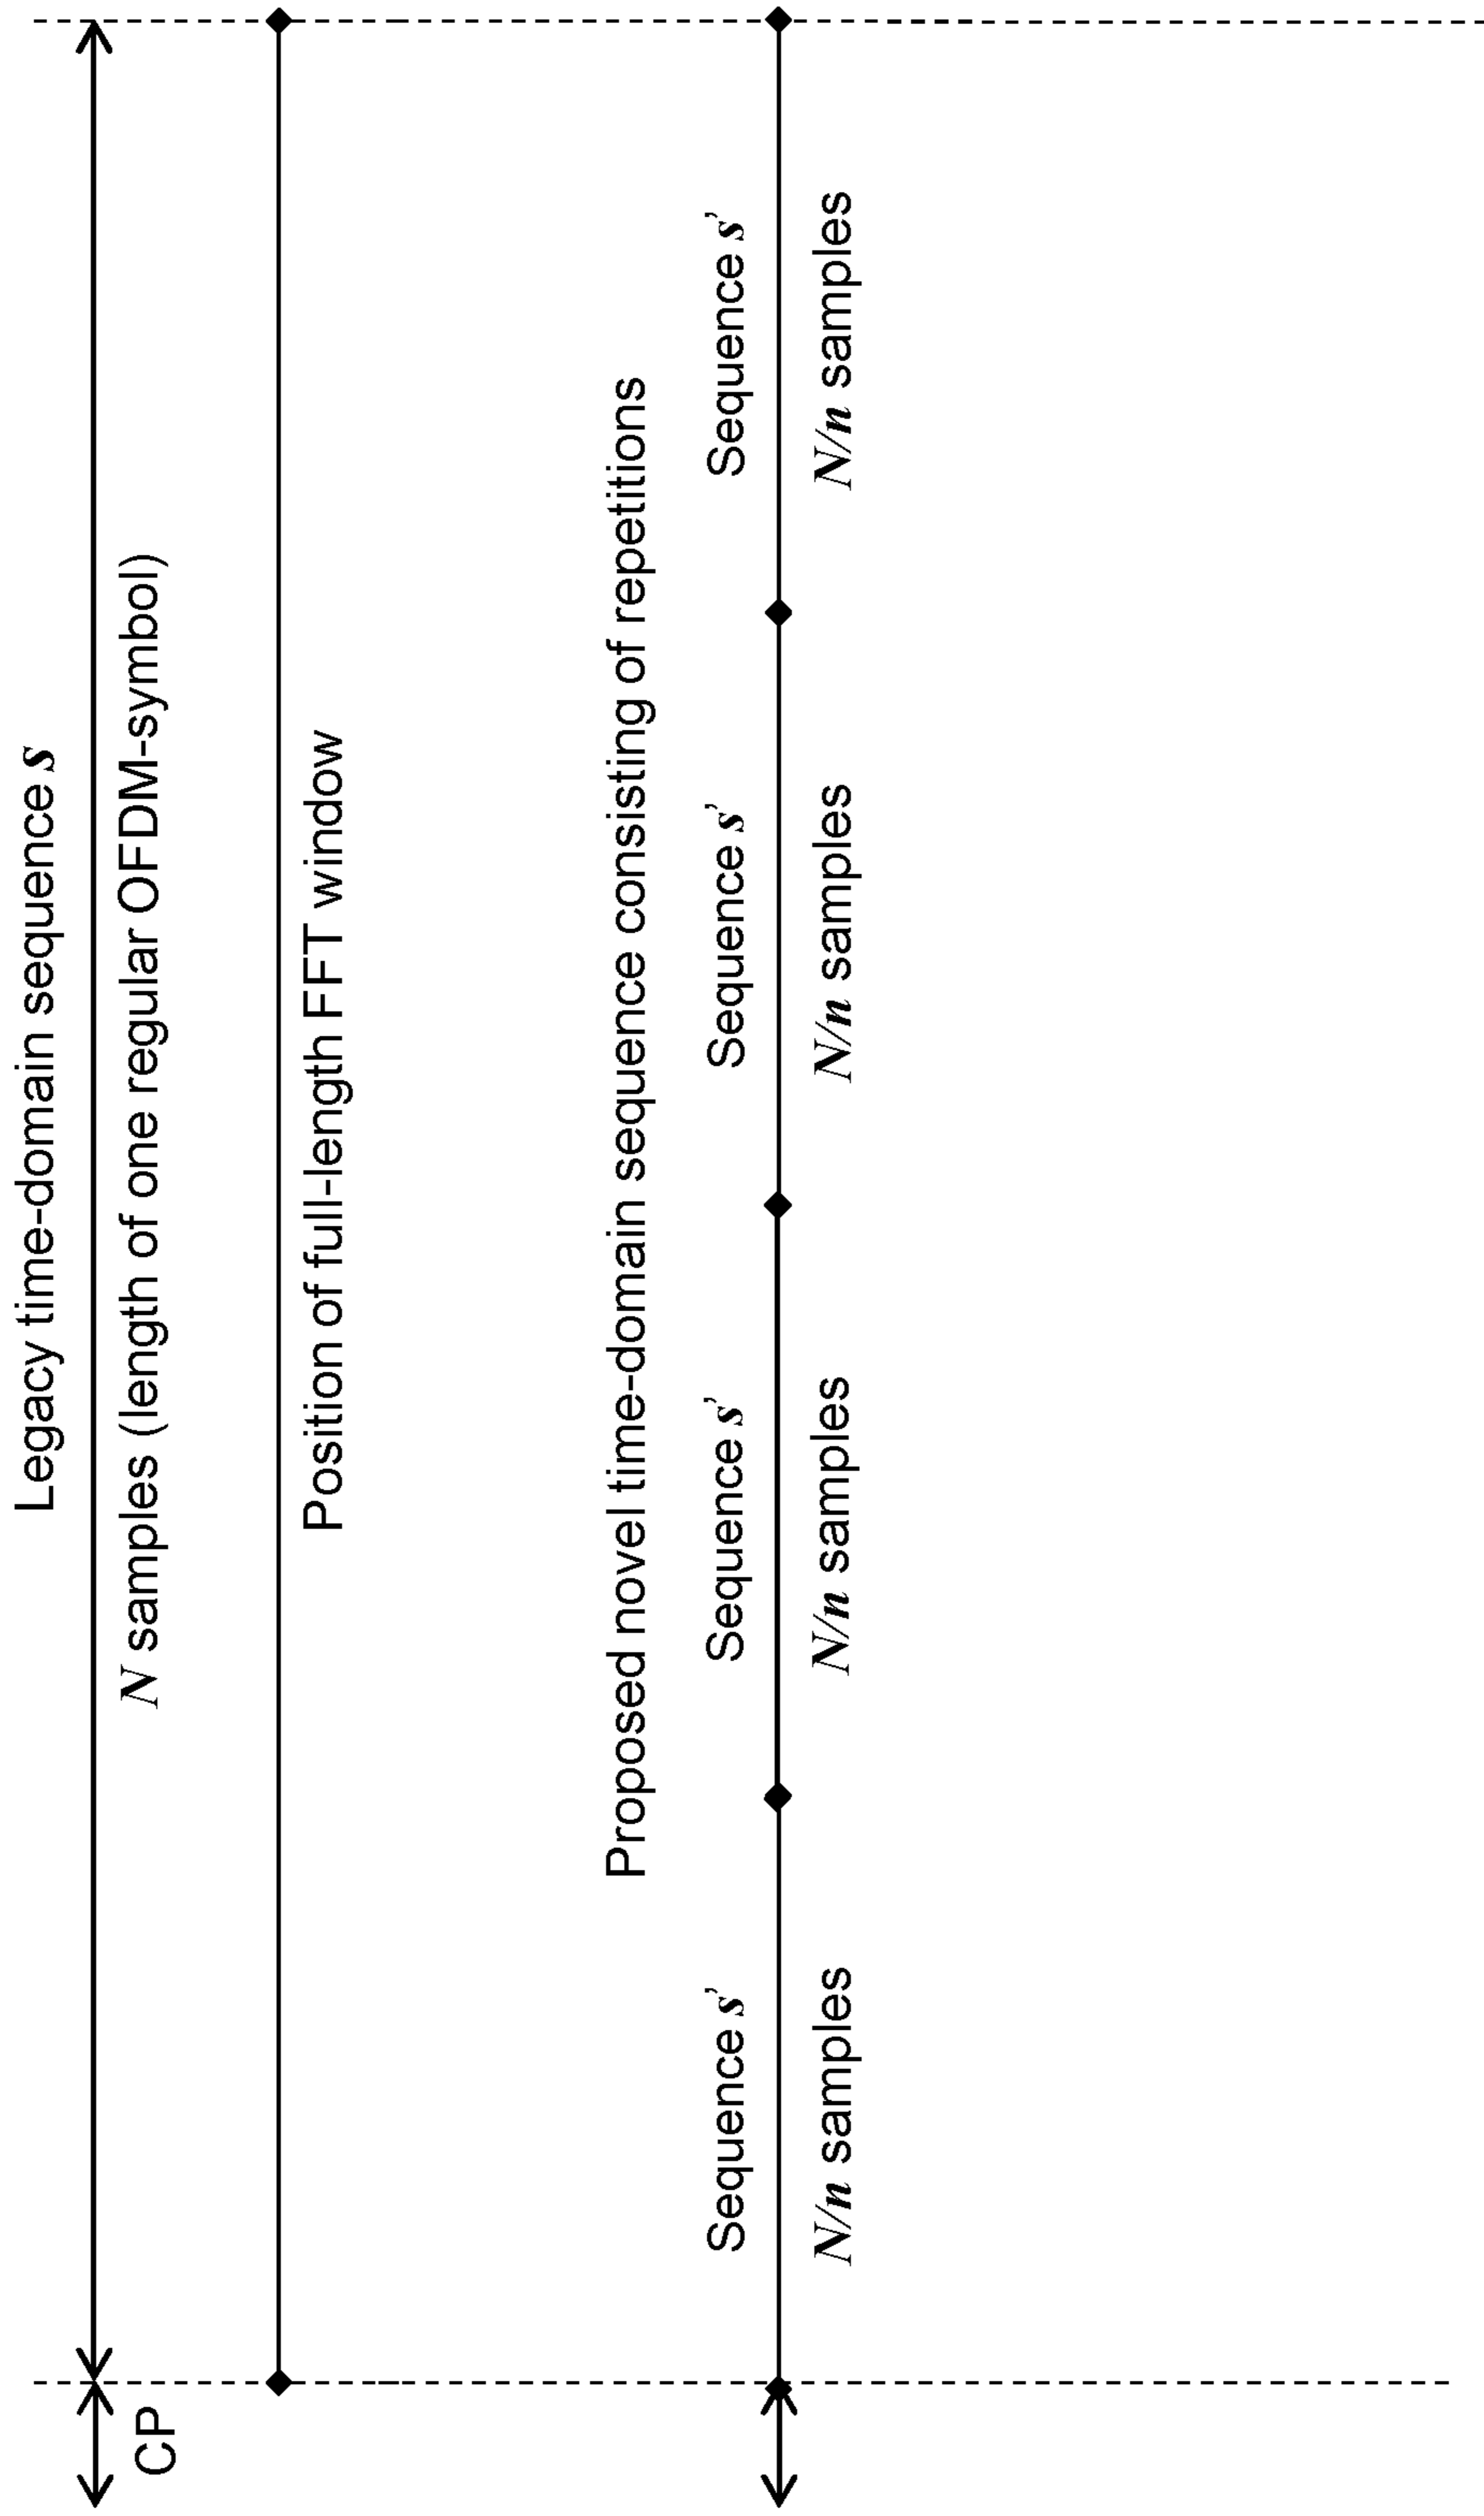 Legacy time-domain sequence s
CP
N samples (length of one regular OFDM-symbol)
Position of full-length FFT window
Proposed novel time-domain sequence consisting of repetitions
Sequence s’
Sequence s’
Sequence s’
Sequence s’
N/n samples
N/n samples
N/n samples
N/n samples